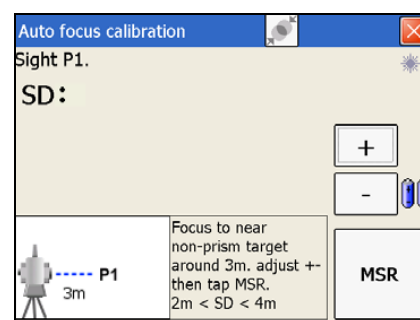 Auto focus calibration
Sight P1.
SD:
+
-
Focus to near
non-prism target
around 3m. adjust +-
then tap MSR.
2m < SD < 4m
P1
3m
MSR